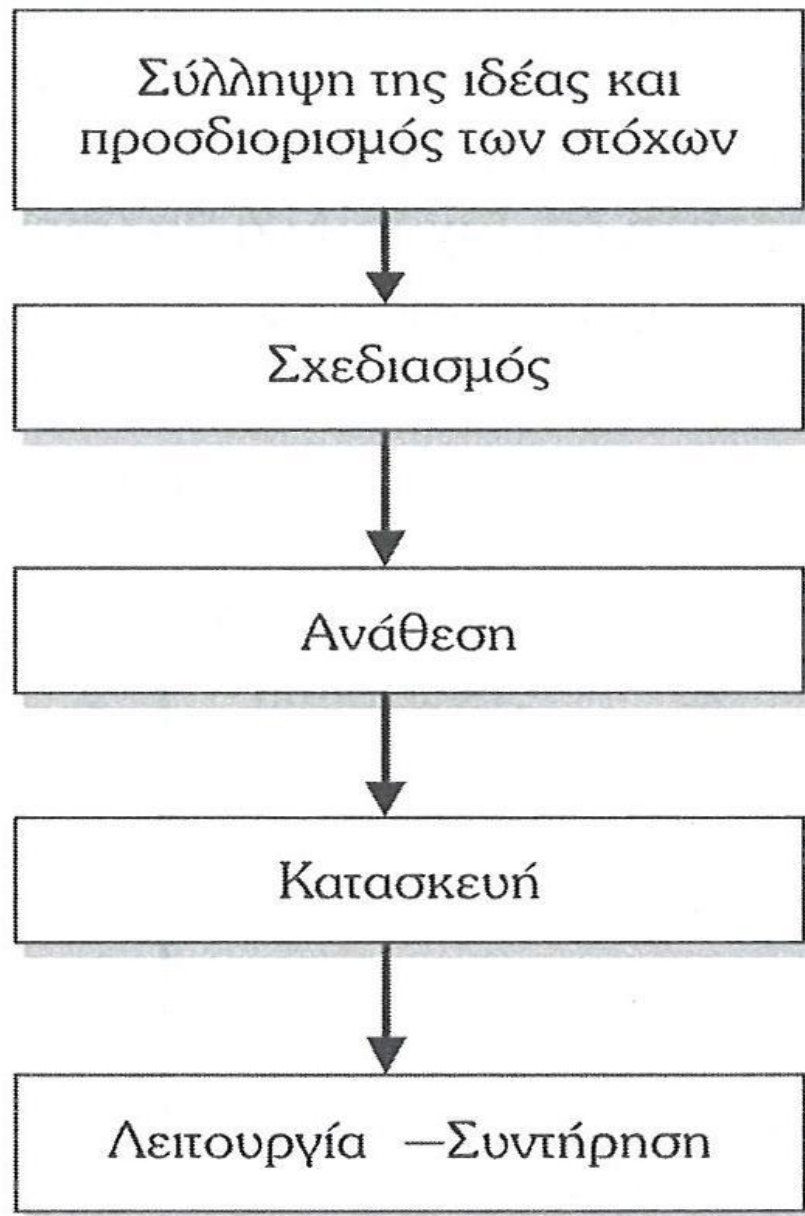 Σύλληψη της ιδέας και
προσδιορισμός των στόχων
Σχεδιασμός
Ανάθεση
Κατασκευή
Λειτουργία —Συντήρηση